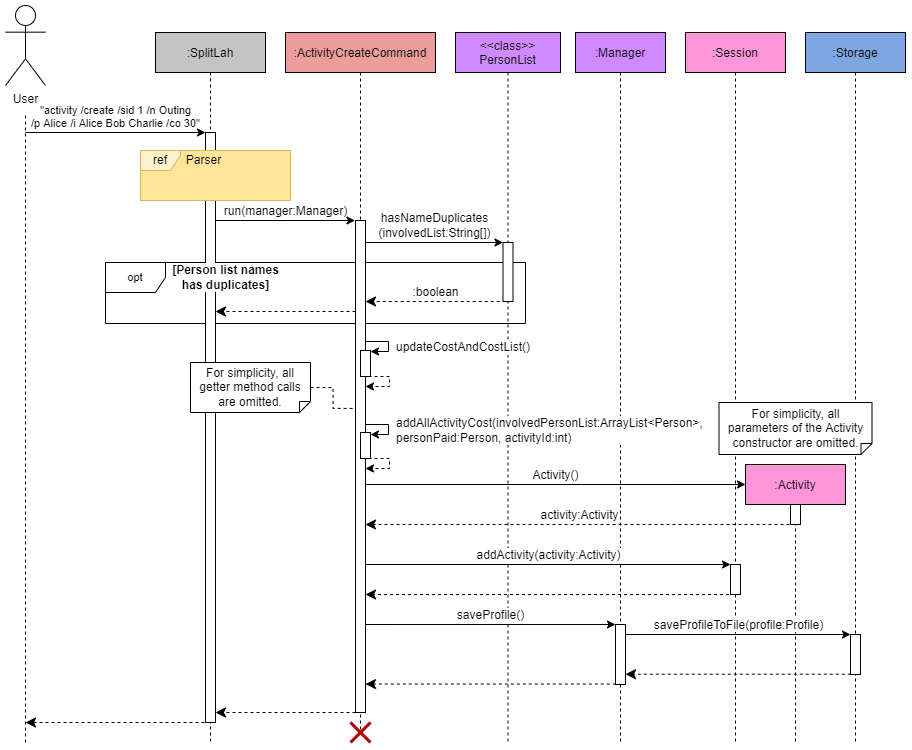 :SplitLah
:ActivityCreateCommand
<<class>>
PersonList
:Manager
:Session
:Storage
User
"activity /create /sid 1 /n Outing
/p Alice /i Alice Bob Charlie /co 30"
ref
Parser
run(manager:Manager)
hasNameDuplicates
(involvedList:String[])
opt
[Person list names
has duplicates]
:boolean
updateCostAndCostList()
For simplicity, all
getter method calls
are omitted.
addAllActivityCost(involvedPersonList:ArrayList<Person>,
personPaid:Person, activityId:int)
For simplicity, all
parameters of the Activity
constructor are omitted.
Activity()
:Activity
activity:Activity
addActivity(activity:Activity)
saveProfile()
saveProfileToFile(profile:Profile)